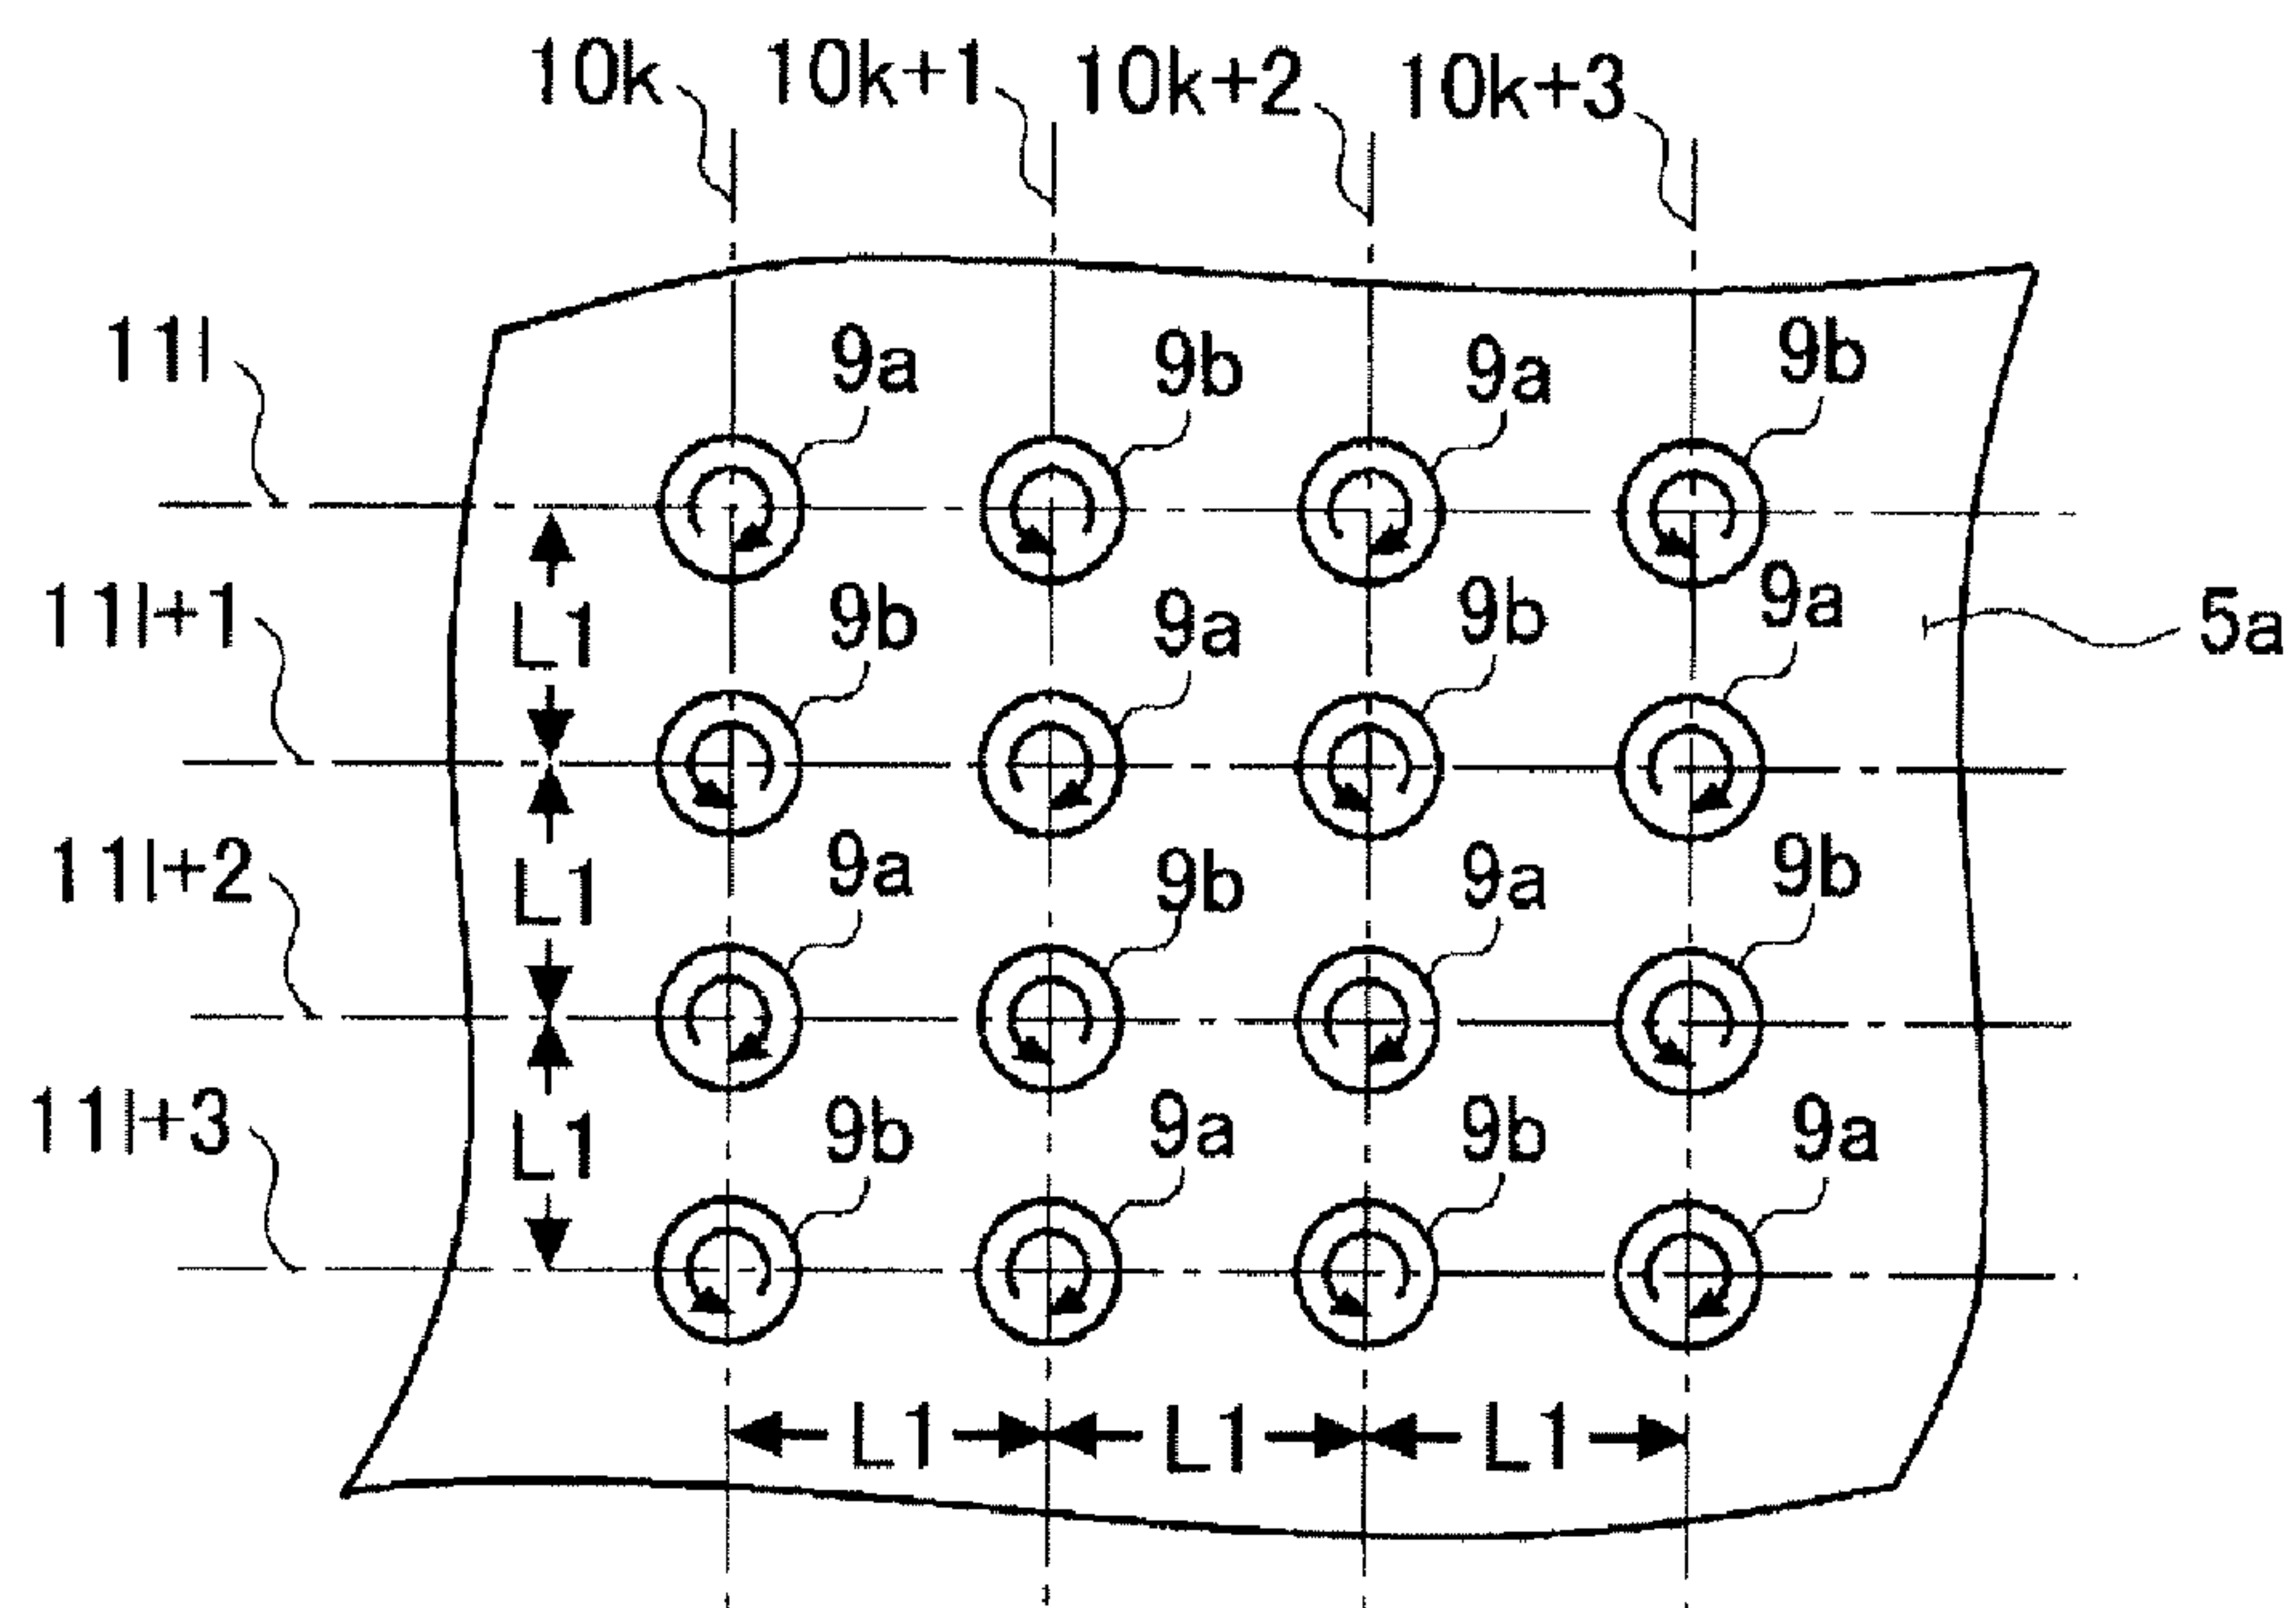 10k 10k+1 10k+2 10k+3
11l 9a 9b 9a 9b
11l+1 L1 9b 9a 9b 9a 5a
11l+2 L1 9a 9b 9a 9b
11l+3 L1 9b 9a 9b 9a
L1 L1 L1